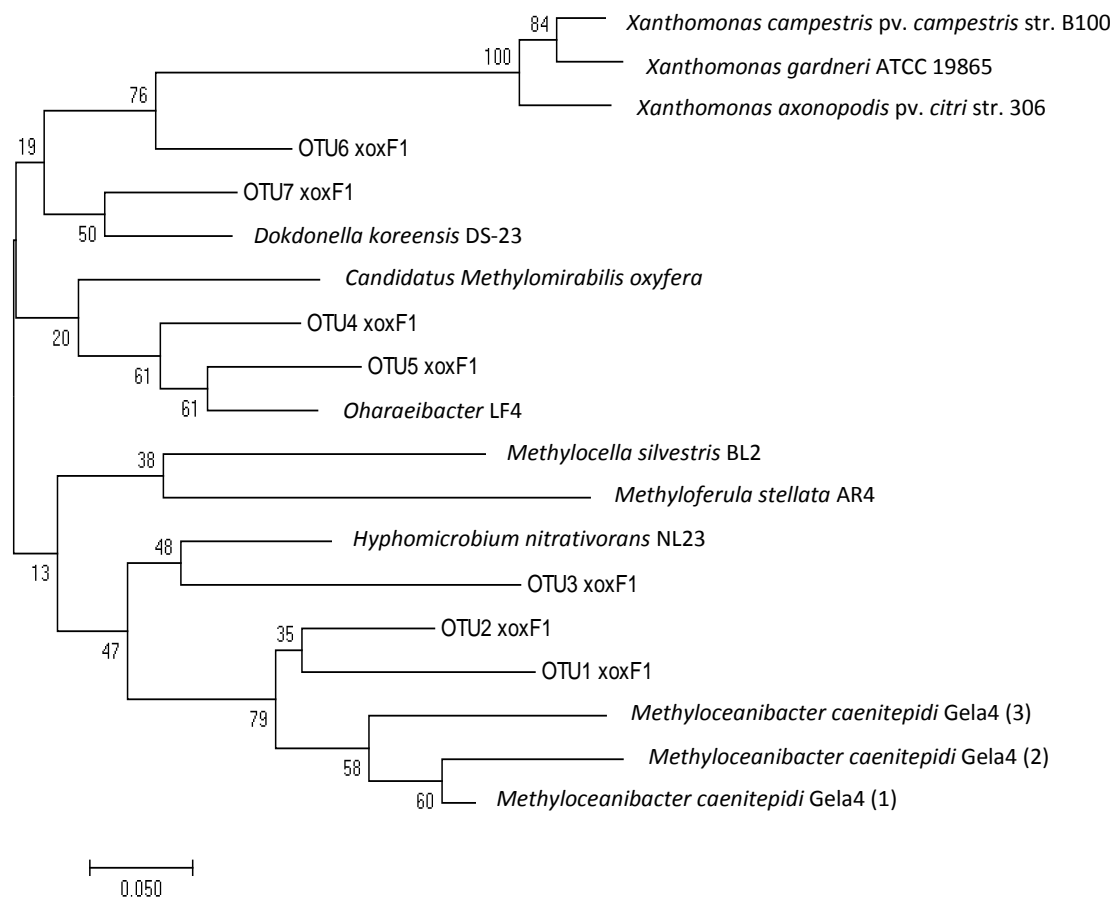 84
Xanthomonas campestris pv. campestris str. B100
100
Xanthomonas gardneri ATCC 19865
76
Xanthomonas axonopodis pv. citri str. 306
19
OTU6 xoxF1
OTU7 xoxF1
50
Dokdonella koreensis DS-23
Candidatus Methylomirabilis oxyfera
20
OTU4 xoxF1
61
OTU5 xoxF1
61
Oharaeibacter LF4
38
Methylocella silvestris BL2
Methyloferula stellata AR4
48
Hyphomicrobium nitrativorans NL23
13
OTU3 xoxF1
47
35
OTU2 xoxF1
OTU1 xoxF1
79
Methyloceanibacter caenitepidi Gela4 (3)
58
Methyloceanibacter caenitepidi Gela4 (2)
60
Methyloceanibacter caenitepidi Gela4 (1)
0.050